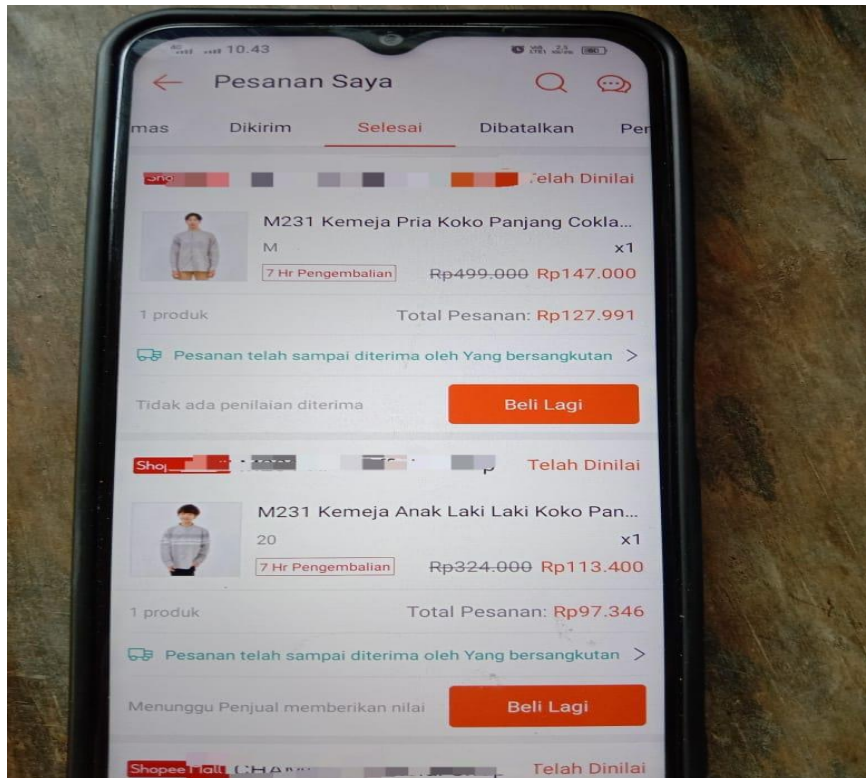 10.43
Pesanan Saya
mas Dikirim Selesai Dibatalkan Per
Telah Dinilai
M231 Kemeja Pria Koko Panjang Cokla...
M x1
7 Hr Pengembalian Rp499.000 Rp147.000
1 produk Total Pesanan: Rp127.991
Pesanan telah sampai diterima oleh Yang bersangkutan >
Tidak ada penilaian diterima Beli Lagi
Telah Dinilai
M231 Kemeja Anak Laki Laki Koko Pan...
20 x1
7 Hr Pengembalian Rp324.000 Rp113.400
1 produk Total Pesanan: Rp97.346
Pesanan telah sampai diterima oleh Yang bersangkutan >
Menunggu Penjual memberikan nilai Beli Lagi
Shopee Mall Telah Dinilai